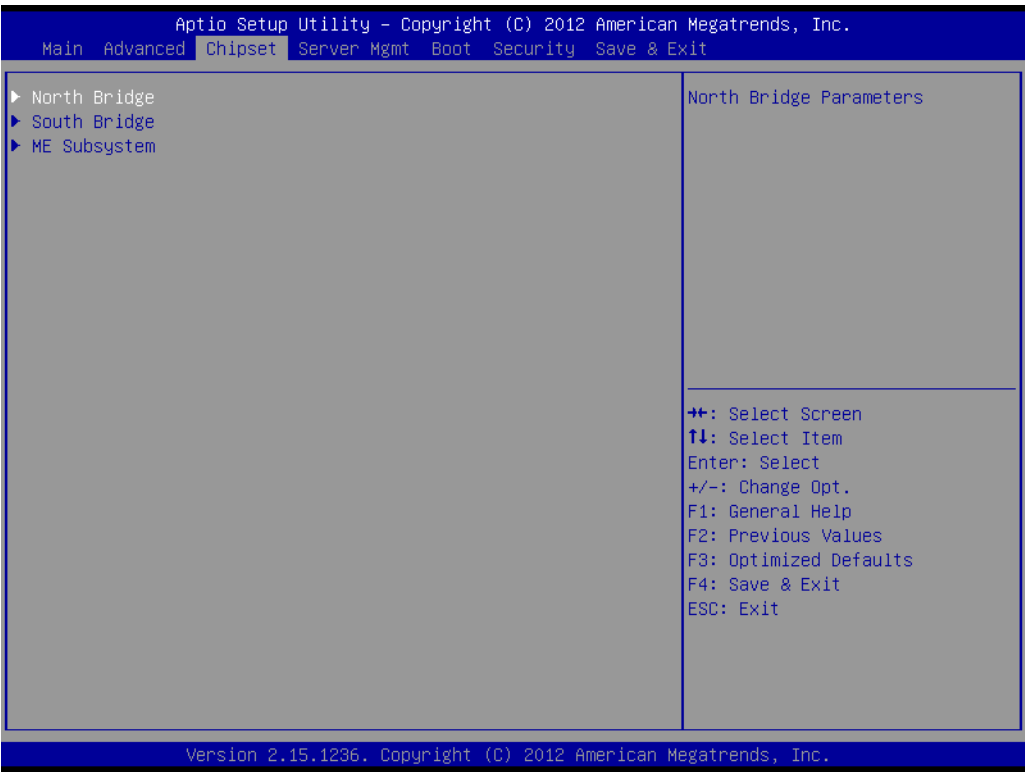 Aptio Setup Utility – Copyright (C) 2012 American Megatrends, Inc.
Main Advanced Chipset Server Mgmt Boot Security Save & Exit
▶ North Bridge
▶ South Bridge
▶ ME Subsystem
North Bridge Parameters
→←: Select Screen
↑↓: Select Item
Enter: Select
+/-: Change Opt.
F1: General Help
F2: Previous Values
F3: Optimized Defaults
F4: Save & Exit
ESC: Exit
Version 2.15.1236. Copyright (C) 2012 American Megatrends, Inc.